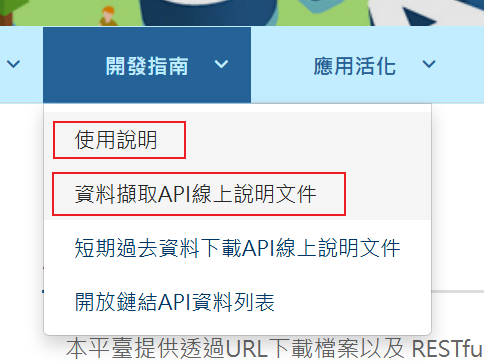 開發指南
應用活化
使用說明
資料擷取API線上說明文件
短期過去資料下載API線上說明文件
開放鏈結API資料列表
本平臺提供透過URL下載檔案以及 RESTfu